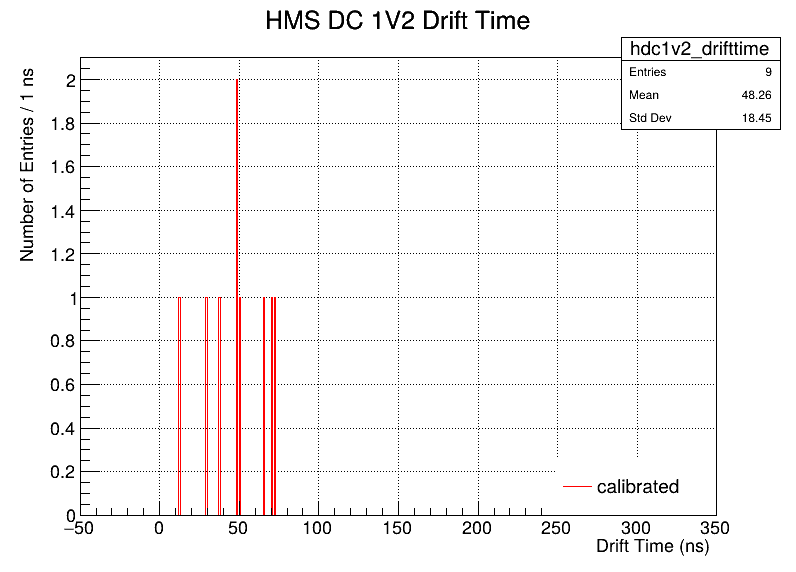 HMS DC 1V2 Drift Time
hdc1v2_drifttime
Entries 9
Mean 48.26
Std Dev 18.45
Number of Entries / 1 ns
2
1.8
1.6
1.4
1.2
1
0.8
0.6
0.4
0.2
0
calibrated
−50 0 50 100 150 200 250 300 350
Drift Time (ns)